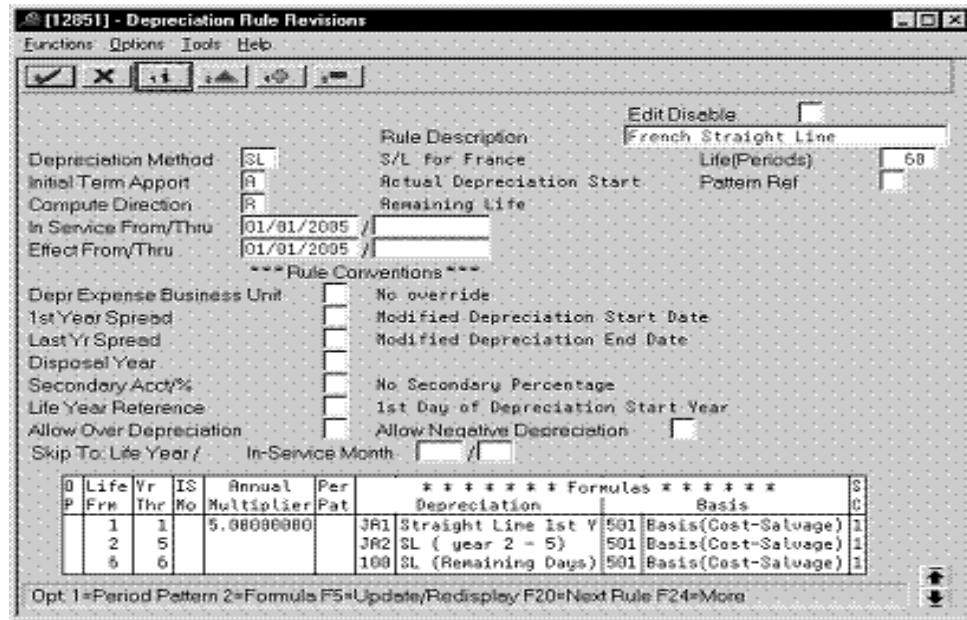 [12851] - Depreciation Rule Revisions
Functions Options Tools Help
Edit Disable
Rule Description French Straight Line
Depreciation Method SL S/L for France Life(Periods) 60
Initial Term Apport A Actual Depreciation Start Pattern Ref
Compute Direction R Remaining Life
In Service From/Thru 01/01/2005 /
Effect From/Thru 01/01/2005 /
*** Rule Conventions ***
Depr Expense Business Unit No override
1st Year Spread Modified Depreciation Start Date
Last Yr Spread Modified Depreciation End Date
Disposal Year
Secondary Acct/% No Secondary Percentage
Life Year Reference 1st Day of Depreciation Start Year
Allow Over Depreciation Allow Negative Depreciation
Skip To: Life Year / In-Service Month /
O Life Yr IS Annual Per * * * * * * * Formulas * * * * * * S
P Frm Thr Mo Multiplier Pat Depreciation Basis C
1 1 5.00000000 JA1 Straight Line 1st Y 501 Basis(Cost-Salvage) 1
2 5 JA2 SL ( year 2 - 5) 501 Basis(Cost-Salvage) 1
6 6 100 SL (Remaining Days) 501 Basis(Cost-Salvage) 1
Opt: 1=Period Pattern 2=Formula F5=Update/Redisplay F20=Next Rule F24=More